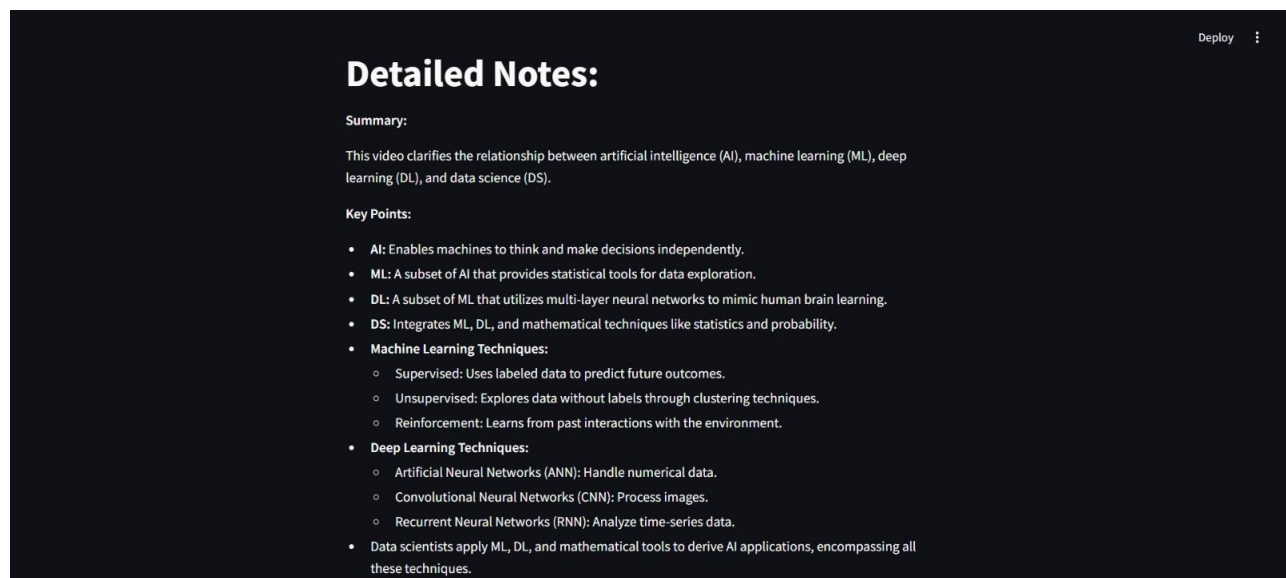 Deploy
Detailed Notes:
Summary:
This video clarifies the relationship between artificial intelligence (AI), machine learning (ML), deep
learning (DL), and data science (DS).
Key Points:
• AI: Enables machines to think and make decisions independently.
• ML: A subset of AI that provides statistical tools for data exploration.
• DL: A subset of ML that utilizes multi-layer neural networks to mimic human brain learning.
• DS: Integrates ML, DL, and mathematical techniques like statistics and probability.
• Machine Learning Techniques:
◦ Supervised: Uses labeled data to predict future outcomes.
◦ Unsupervised: Explores data without labels through clustering techniques.
◦ Reinforcement: Learns from past interactions with the environment.
• Deep Learning Techniques:
◦ Artificial Neural Networks (ANN): Handle numerical data.
◦ Convolutional Neural Networks (CNN): Process images.
◦ Recurrent Neural Networks (RNN): Analyze time-series data.
• Data scientists apply ML, DL, and mathematical tools to derive AI applications, encompassing all
these techniques.